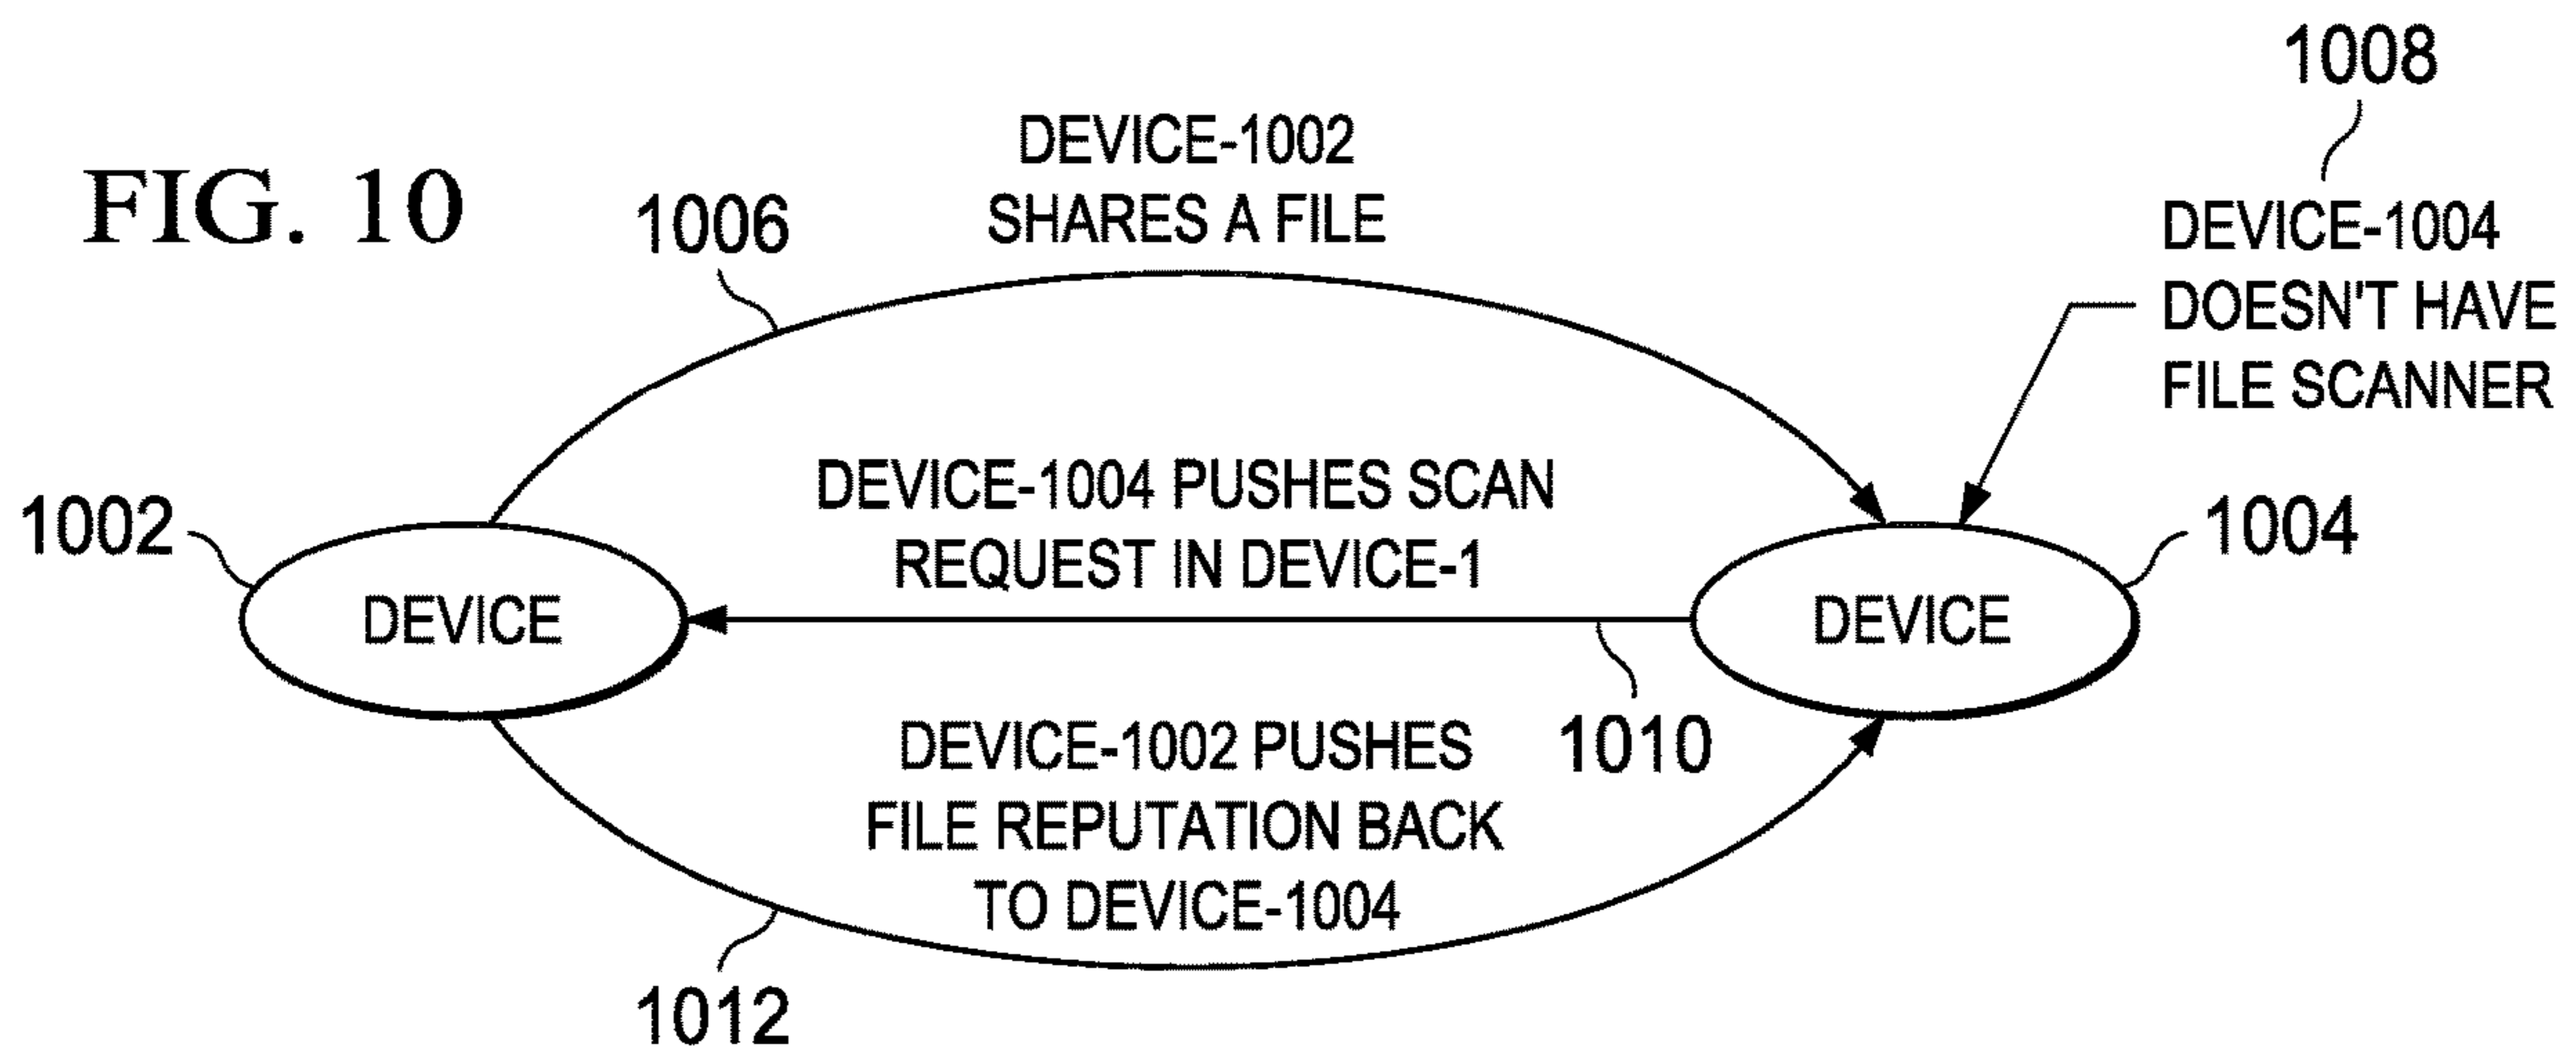 FIG. 10
1006
DEVICE-1002
SHARES A FILE
1008
DEVICE-1004
DOESN'T HAVE
FILE SCANNER
1002
DEVICE
DEVICE-1004 PUSHES SCAN
REQUEST IN DEVICE-1
1004
DEVICE
1010
DEVICE-1002 PUSHES
FILE REPUTATION BACK
TO DEVICE-1004
1012